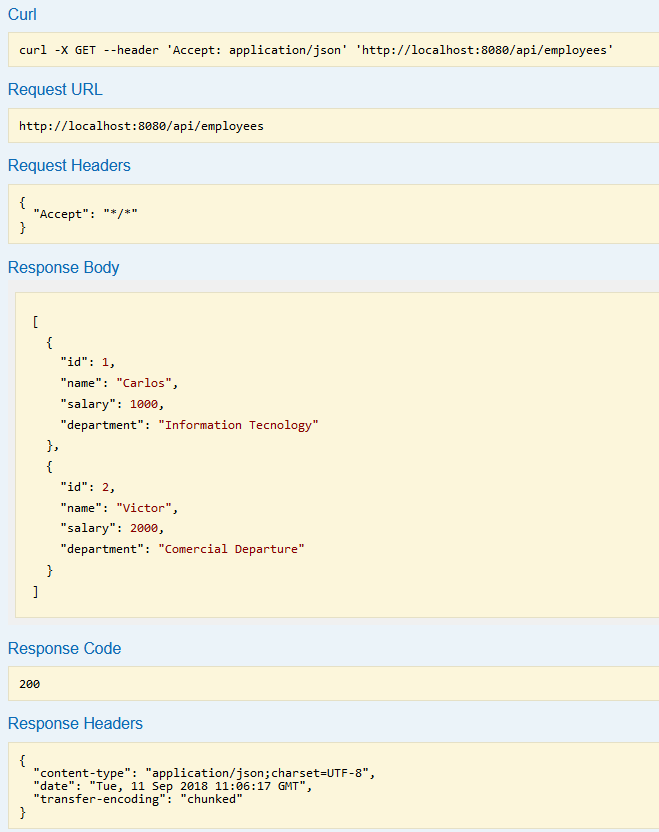 Curl
curl -X GET --header 'Accept: application/json' 'http://localhost:8080/api/employees'
Request URL
http://localhost:8080/api/employees
Request Headers
{
  "Accept": "*/*"
}
Response Body
[
  {
    "id": 1,
    "name": "Carlos",
    "salary": 1000,
    "department": "Information Tecnology"
  },
  {
    "id": 2,
    "name": "Victor",
    "salary": 2000,
    "department": "Comercial Departure"
  }
]
Response Code
200
Response Headers
{
  "content-type": "application/json;charset=UTF-8",
  "date": "Tue, 11 Sep 2018 11:06:17 GMT",
  "transfer-encoding": "chunked"
}